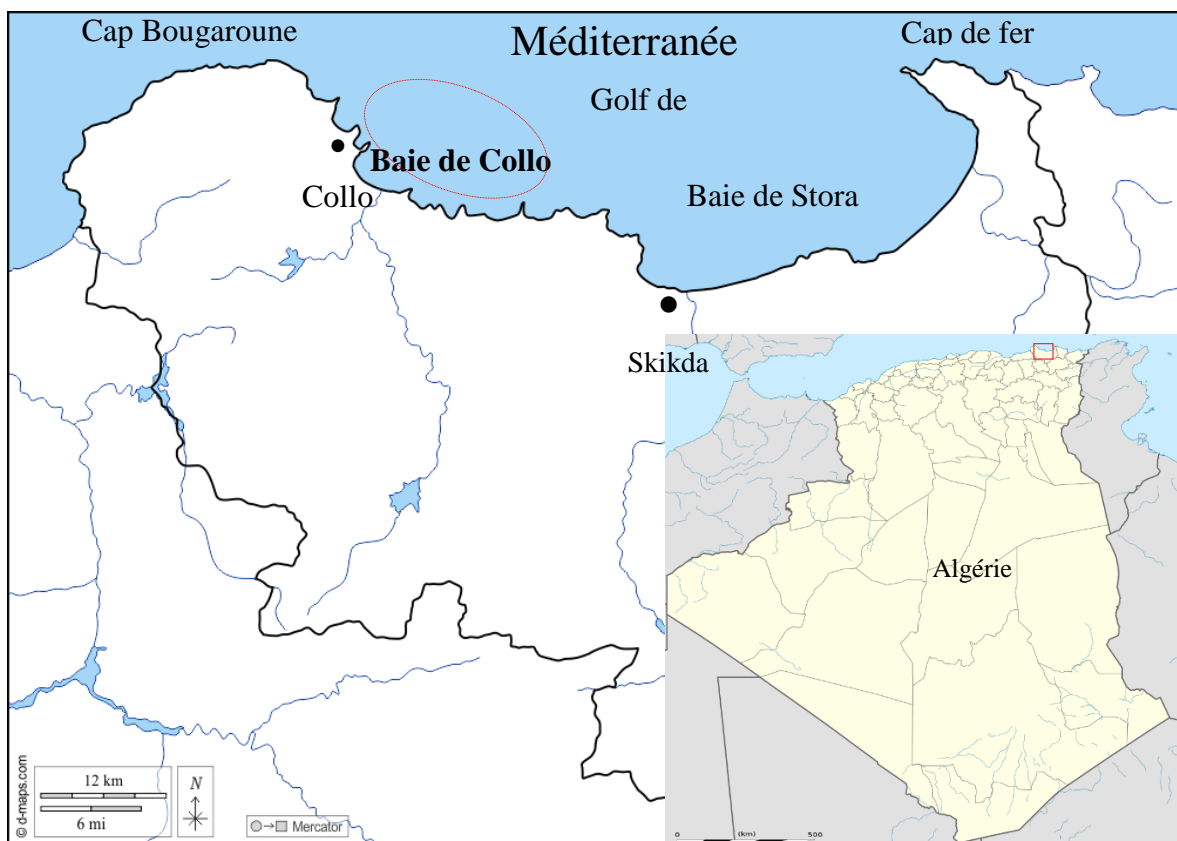 Cap Bougaroune
Méditerranée
Cap de fer
Golf de
Baie de Collo
Baie de Stora
Collo
Skikda
Algérie
12 km
6 mi
N
© d-maps.com
Mercator
0 (km) 500